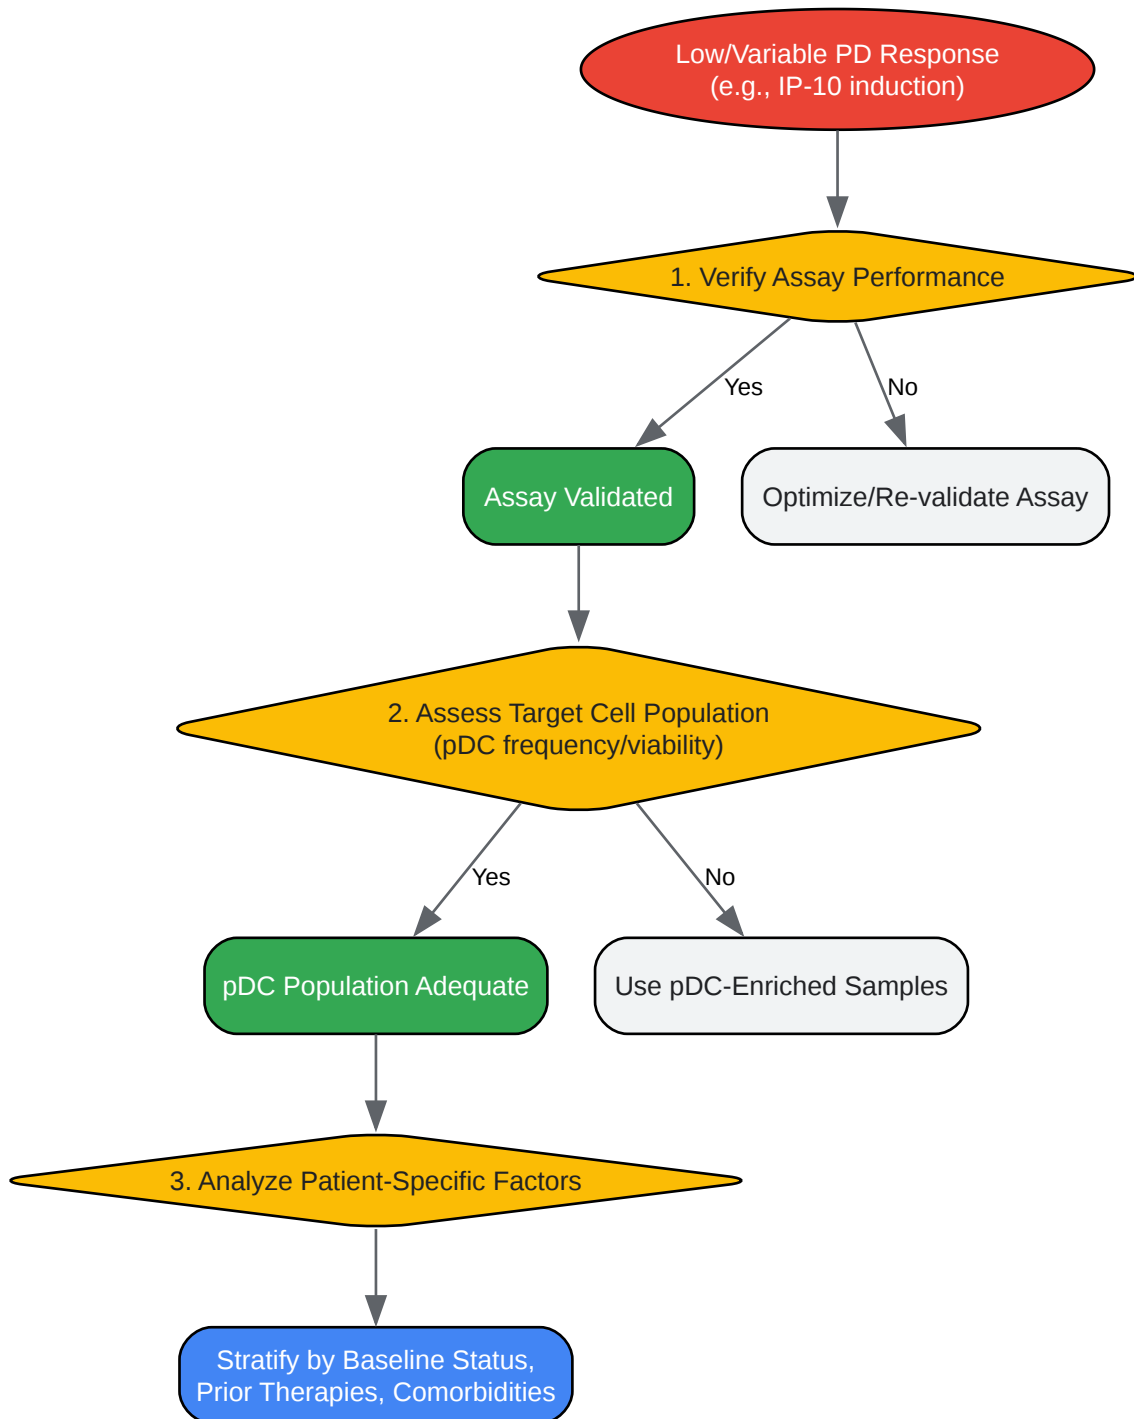 Low/Variable PD Response
(e.g., IP-10 induction)
1. Verify Assay Performance
Yes
No
Assay Validated
Optimize/Re-validate Assay
2. Assess Target Cell Population
(pDC frequency/viability)
Yes
No
pDC Population Adequate
Use pDC-Enriched Samples
3. Analyze Patient-Specific Factors
Stratify by Baseline Status,
Prior Therapies, Comorbidities